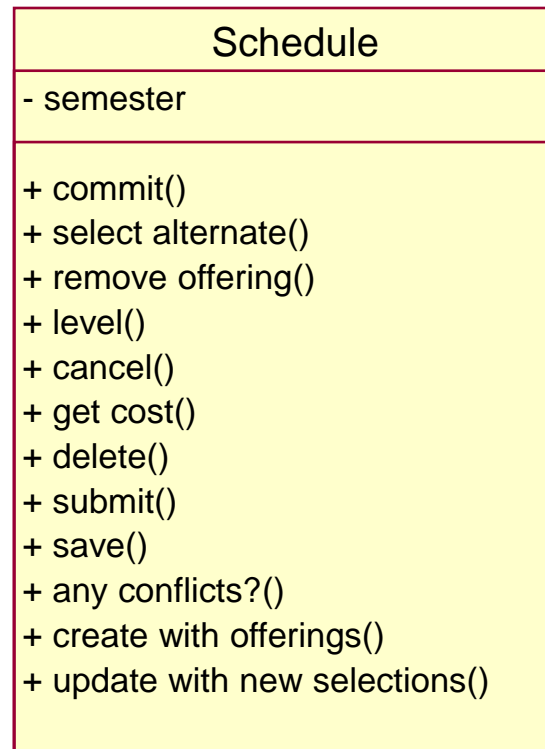 Schedule
- semester
+ commit()
+ select alternate()
+ remove offering()
+ level()
+ cancel()
+ get cost()
+ delete()
+ submit()
+ save()
+ any conflicts?()
+ create with offerings()
+ update with new selections()